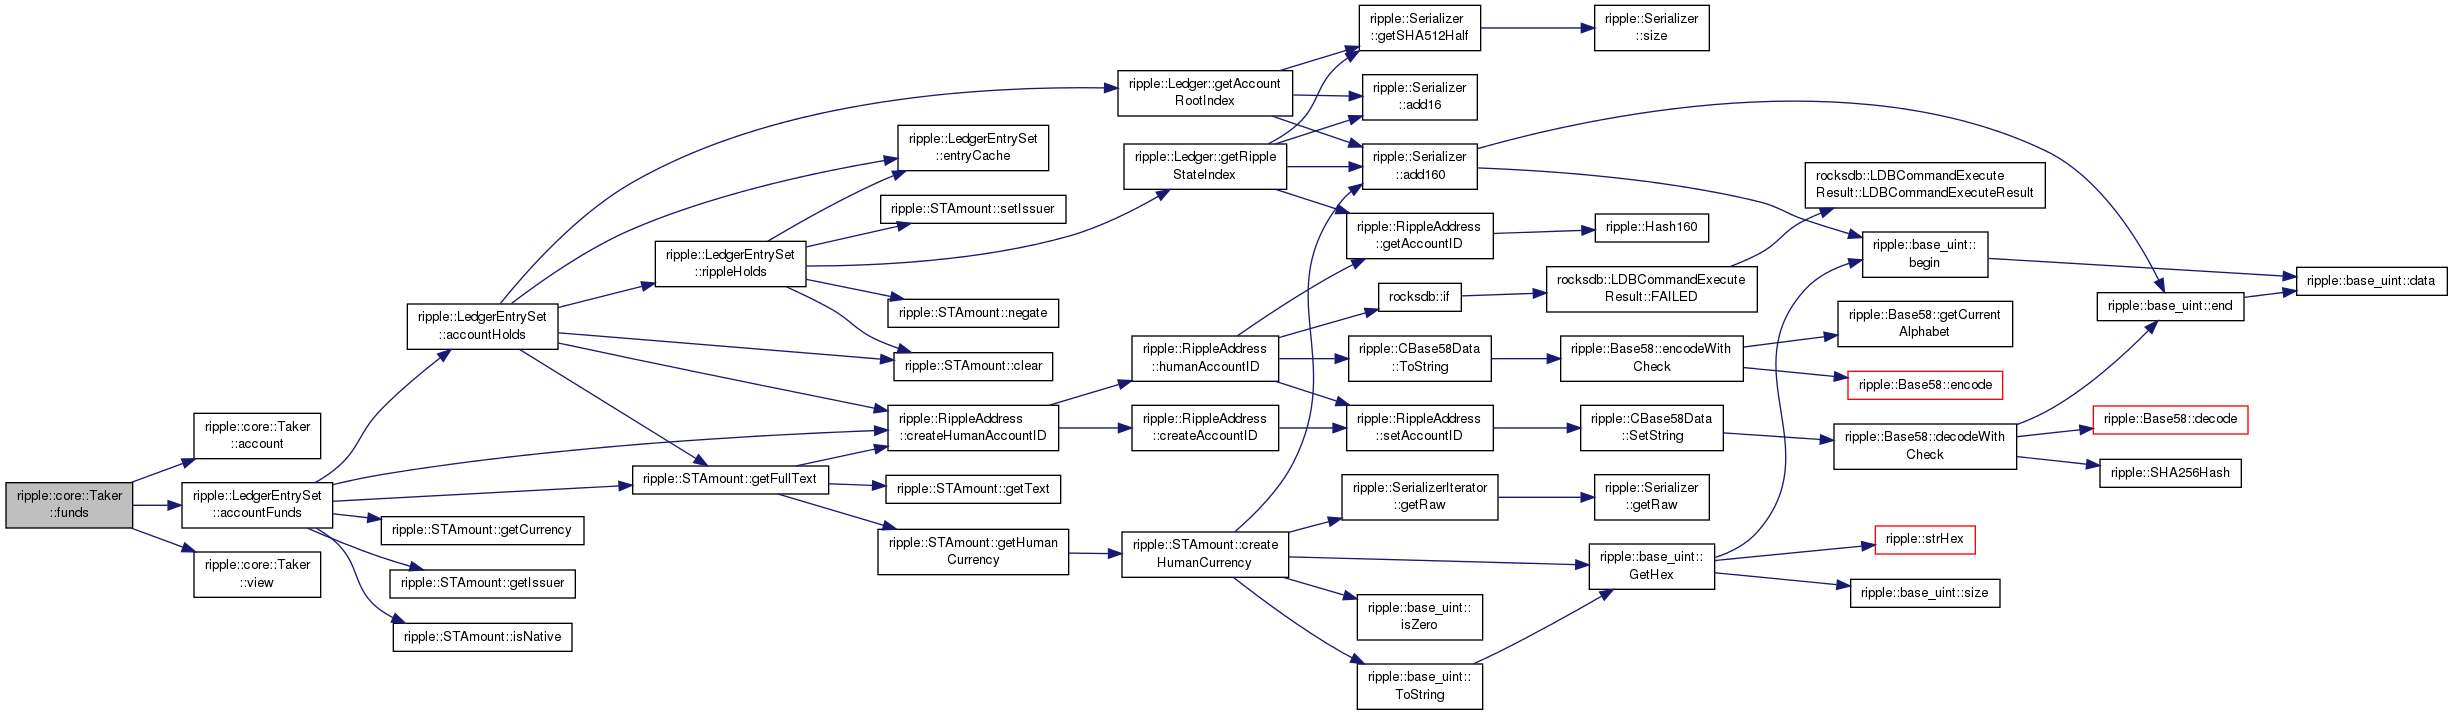 ripple::core::Taker
::funds
ripple::core::Taker
::account
ripple::LedgerEntrySet
::accountFunds
ripple::core::Taker
::view
ripple::LedgerEntrySet
::accountHolds
ripple::STAmount::getCurrency
ripple::STAmount::getIssuer
ripple::STAmount::isNative
ripple::LedgerEntrySet
::rippleHolds
ripple::STAmount::getFullText
ripple::LedgerEntrySet
::entryCache
ripple::STAmount::setIssuer
ripple::STAmount::negate
ripple::STAmount::clear
ripple::RippleAddress
::createHumanAccountID
ripple::STAmount::getText
ripple::STAmount::getHuman
Currency
ripple::Ledger::getAccount
RootIndex
ripple::Ledger::getRipple
StateIndex
ripple::RippleAddress
::humanAccountID
ripple::RippleAddress
::createAccountID
ripple::STAmount::create
HumanCurrency
ripple::Serializer
::getSHA512Half
ripple::Serializer
::add16
ripple::Serializer
::add160
ripple::RippleAddress
::getAccountID
rocksdb::if
ripple::CBase58Data
::ToString
ripple::RippleAddress
::setAccountID
ripple::SerializerIterator
::getRaw
ripple::base_uint::
isZero
ripple::base_uint::
ToString
ripple::Serializer
::size
ripple::Hash160
rocksdb::LDBCommandExecute
Result::FAILED
ripple::Base58::encodeWith
Check
ripple::CBase58Data
::SetString
ripple::Serializer
::getRaw
ripple::base_uint::
GetHex
rocksdb::LDBCommandExecute
Result::LDBCommandExecuteResult
ripple::base_uint::
begin
ripple::Base58::getCurrent
Alphabet
ripple::Base58::encode
ripple::Base58::decodeWith
Check
ripple::strHex
ripple::base_uint::size
ripple::base_uint::end
ripple::Base58::decode
ripple::SHA256Hash
ripple::base_uint::data